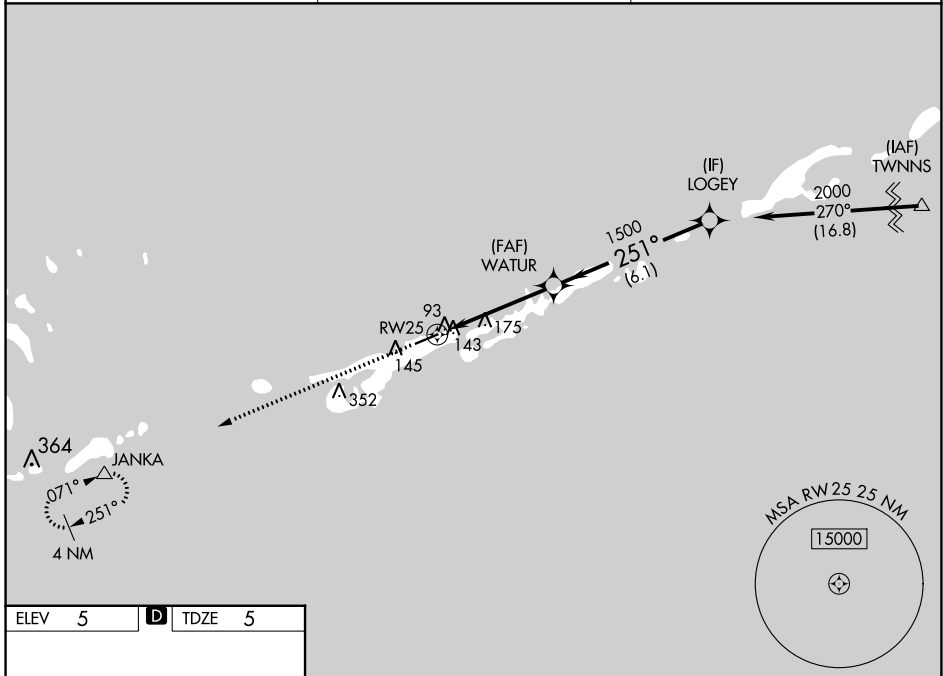 (IAF)
TWNNS
(IF)
LOGEY
2000
270°
(16.8)
1500
251°
(6.1)
(FAF)
WATUR
93
RW25
175
143
145
352
364
JANKA
071°
251°
4 NM
MSA RW25 25 NM
15000
ELEV 5 D TDZE 5